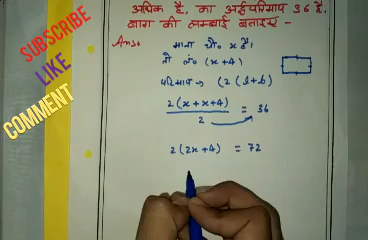 अधिक है, का अर्द्धपरिमाप 36 है,
बाग की लम्बाई बताइए -
Ans:
माना चौ० x है।
तो ल० (x+4)
परिमाप → (2(l+b)
2(x+x+4)/2 = 36
2(2x+4) = 72
SUBSCRIBE
LIKE
COMMENT